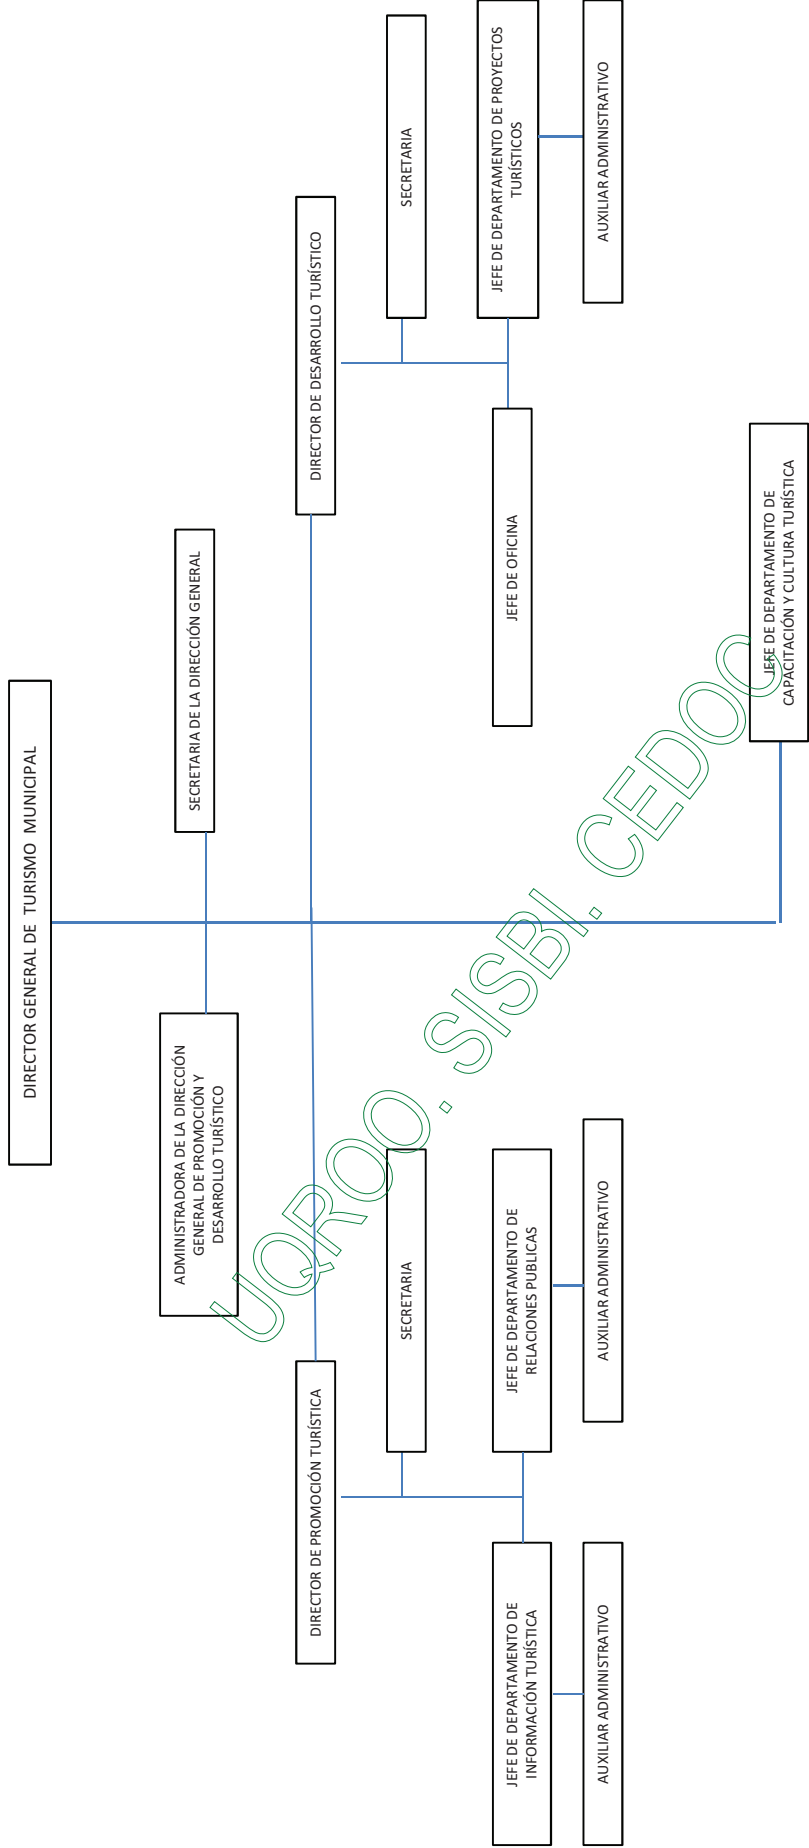 DIRECTOR GENERAL DE TURISMO MUNICIPAL
ADMINISTRADORA DE LA DIRECCIÓN
GENERAL DE PROMOCIÓN Y
DESARROLLO TURÍSTICO
SECRETARIA DE LA DIRECCIÓN GENERAL
DIRECTOR DE PROMOCIÓN TURÍSTICA
DIRECTOR DE DESARROLLO TURÍSTICO
SECRETARIA
SECRETARIA
JEFE DE DEPARTAMENTO DE
INFORMACIÓN TURÍSTICA
JEFE DE DEPARTAMENTO DE
RELACIONES PUBLICAS
JEFE DE OFICINA
JEFE DE DEPARTAMENTO DE PROYECTOS
TURÍSTICOS
AUXILIAR ADMINISTRATIVO
AUXILIAR ADMINISTRATIVO
AUXILIAR ADMINISTRATIVO
JEFE DE DEPARTAMENTO DE
CAPACITACIÓN Y CULTURA TURÍSTICA
UQROO. SISBI. CEDOC